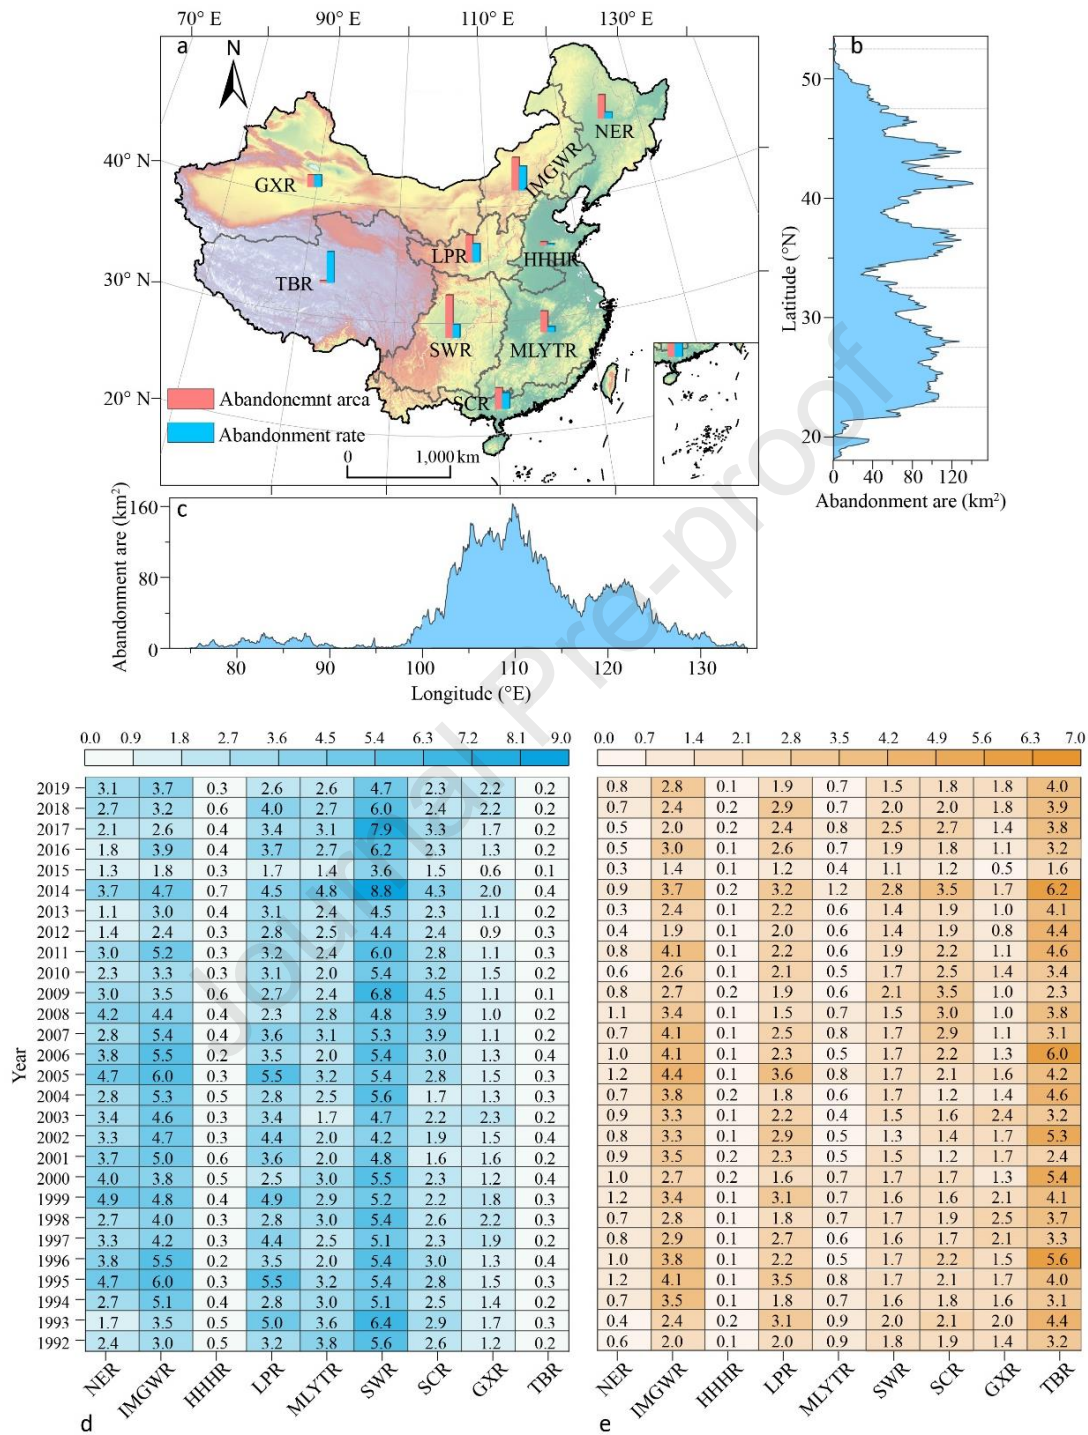 70° E 90° E 110° E 130° E
a
N
b
40° N
30° N
20° N
NER
IMGWR
GXR
LPR
HHHR
TBR
SWR
MLYTR
SCR
Abandonemnt area
Abandonment rate
0 1,000 km
50
40
30
20
Latitude (°N)
0 40 80 120
Abandonment are (km²)
c
160
80
0
Abandonment are (km²)
80 90 100 110 120 130
Longitude (°E)
Journal Pre-proof
0.0 0.9 1.8 2.7 3.6 4.5 5.4 6.3 7.2 8.1 9.0
0.0 0.7 1.4 2.1 2.8 3.5 4.2 4.9 5.6 6.3 7.0
Year
2019 3.1 3.7 0.3 2.6 2.6 4.7 2.3 2.2 0.2 0.8 2.8 0.1 1.9 0.7 1.5 1.8 1.8 4.0
2018 2.7 3.2 0.6 4.0 2.7 6.0 2.4 2.2 0.2 0.7 2.4 0.2 2.9 0.7 2.0 2.0 1.8 3.9
2017 2.1 2.6 0.4 3.4 3.1 7.9 3.3 1.7 0.2 0.5 2.0 0.2 2.4 0.8 2.5 2.7 1.4 3.8
2016 1.8 3.9 0.4 3.7 2.7 6.2 2.3 1.3 0.2 0.5 3.0 0.1 2.6 0.7 1.9 1.8 1.1 3.2
2015 1.3 1.8 0.3 1.7 1.4 3.6 1.5 0.6 0.1 0.3 1.4 0.1 1.2 0.4 1.1 1.2 0.5 1.6
2014 3.7 4.7 0.7 4.5 4.8 8.8 4.3 2.0 0.4 0.9 3.7 0.2 3.2 1.2 2.8 3.5 1.7 6.2
2013 1.1 3.0 0.4 3.1 2.4 4.5 2.3 1.1 0.2 0.3 2.4 0.1 2.2 0.6 1.4 1.9 1.0 4.1
2012 1.4 2.4 0.3 2.8 2.5 4.4 2.4 0.9 0.3 0.4 1.9 0.1 2.0 0.6 1.4 1.9 0.8 4.4
2011 3.0 5.2 0.3 3.2 2.4 6.0 2.8 1.1 0.3 0.8 4.1 0.1 2.2 0.6 1.9 2.2 1.1 4.6
2010 2.3 3.3 0.3 3.1 2.0 5.4 3.2 1.5 0.2 0.6 2.6 0.1 2.1 0.5 1.7 2.5 1.4 3.4
2009 3.0 3.5 0.6 2.7 2.4 6.8 4.5 1.1 0.1 0.8 2.7 0.2 1.9 0.6 2.1 3.5 1.0 2.3
2008 4.2 4.4 0.4 2.3 2.8 4.8 3.9 1.0 0.2 1.1 3.4 0.1 1.5 0.7 1.5 3.0 1.0 3.8
2007 2.8 5.4 0.4 3.6 3.1 5.3 3.9 1.1 0.2 0.7 4.1 0.1 2.5 0.8 1.7 2.9 1.1 3.1
2006 3.8 5.5 0.2 3.5 2.0 5.4 3.0 1.3 0.4 1.0 4.1 0.1 2.3 0.5 1.7 2.2 1.3 6.0
2005 4.7 6.0 0.3 5.5 3.2 5.4 2.8 1.5 0.3 1.2 4.4 0.1 3.6 0.8 1.7 2.1 1.6 4.2
2004 2.8 5.3 0.5 2.8 2.5 5.6 1.7 1.3 0.3 0.7 3.8 0.2 1.8 0.6 1.7 1.2 1.4 4.6
2003 3.4 4.6 0.3 3.4 1.7 4.7 2.2 2.3 0.2 0.9 3.3 0.1 2.2 0.4 1.5 1.6 2.4 3.2
2002 3.3 4.7 0.3 4.4 2.0 4.2 1.9 1.5 0.4 0.8 3.3 0.1 2.9 0.5 1.3 1.4 1.7 5.3
2001 3.7 5.0 0.6 3.6 2.0 4.8 1.6 1.6 0.2 0.9 3.5 0.2 2.3 0.5 1.5 1.2 1.7 2.4
2000 4.0 3.8 0.5 2.5 3.0 5.5 2.3 1.2 0.4 1.0 2.7 0.2 1.6 0.7 1.7 1.7 1.3 5.4
1999 4.9 4.8 0.4 4.9 2.9 5.2 2.2 1.8 0.3 1.2 3.4 0.1 3.1 0.7 1.6 1.6 2.1 4.1
1998 2.7 4.0 0.3 2.8 3.0 5.4 2.6 2.2 0.3 0.7 2.8 0.1 1.8 0.7 1.7 1.9 2.5 3.7
1997 3.3 4.2 0.3 4.4 2.5 5.1 2.3 1.9 0.2 0.8 2.9 0.1 2.7 0.6 1.6 1.7 2.1 3.3
1996 3.8 5.5 0.2 3.5 2.0 5.4 3.0 1.3 0.4 1.0 3.8 0.1 2.2 0.5 1.7 2.2 1.5 5.6
1995 4.7 6.0 0.3 5.5 3.2 5.4 2.8 1.5 0.3 1.2 4.1 0.1 3.5 0.8 1.7 2.1 1.7 4.0
1994 2.7 5.1 0.4 2.8 3.0 5.1 2.5 1.4 0.2 0.7 3.5 0.1 1.8 0.7 1.6 1.8 1.6 3.1
1993 1.7 3.5 0.5 5.0 3.6 6.4 2.9 1.7 0.3 0.4 2.4 0.2 3.1 0.9 2.0 2.1 2.0 4.4
1992 2.4 3.0 0.5 3.2 3.8 5.6 2.6 1.2 0.2 0.6 2.0 0.1 2.0 0.9 1.8 1.9 1.4 3.2
NER IMGWR HHHR LPR MLYTR SWR SCR GXR TBR NER IMGWR HHHR LPR MLYTR SWR SCR GXR TBR
d e